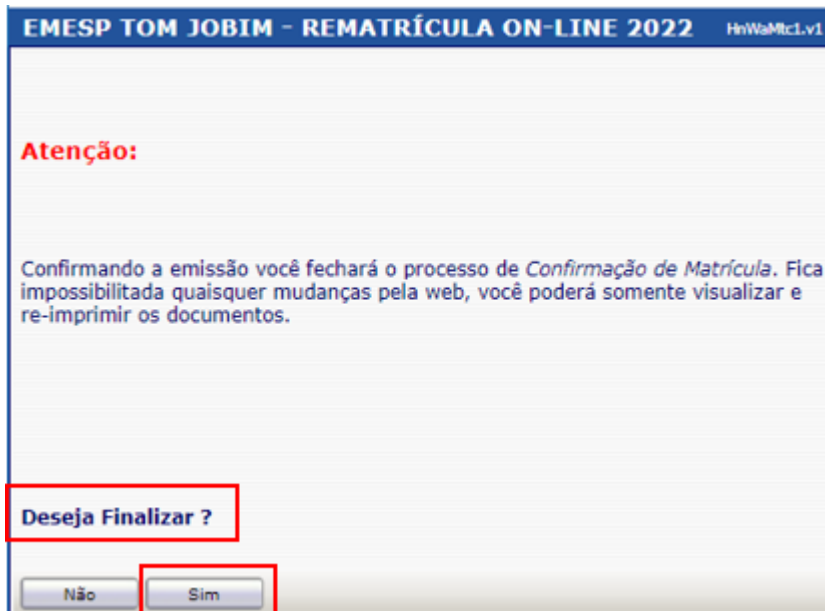 EMESP TOM JOBIM - REMATRÍCULA ON-LINE 2022 HnWaMtc1.v1
Atenção:
Confirmando a emissão você fechará o processo de Confirmação de Matrícula. Fica
impossibilitada quaisquer mudanças pela web, você poderá somente visualizar e
re-imprimir os documentos.
Deseja Finalizar ?
Não Sim